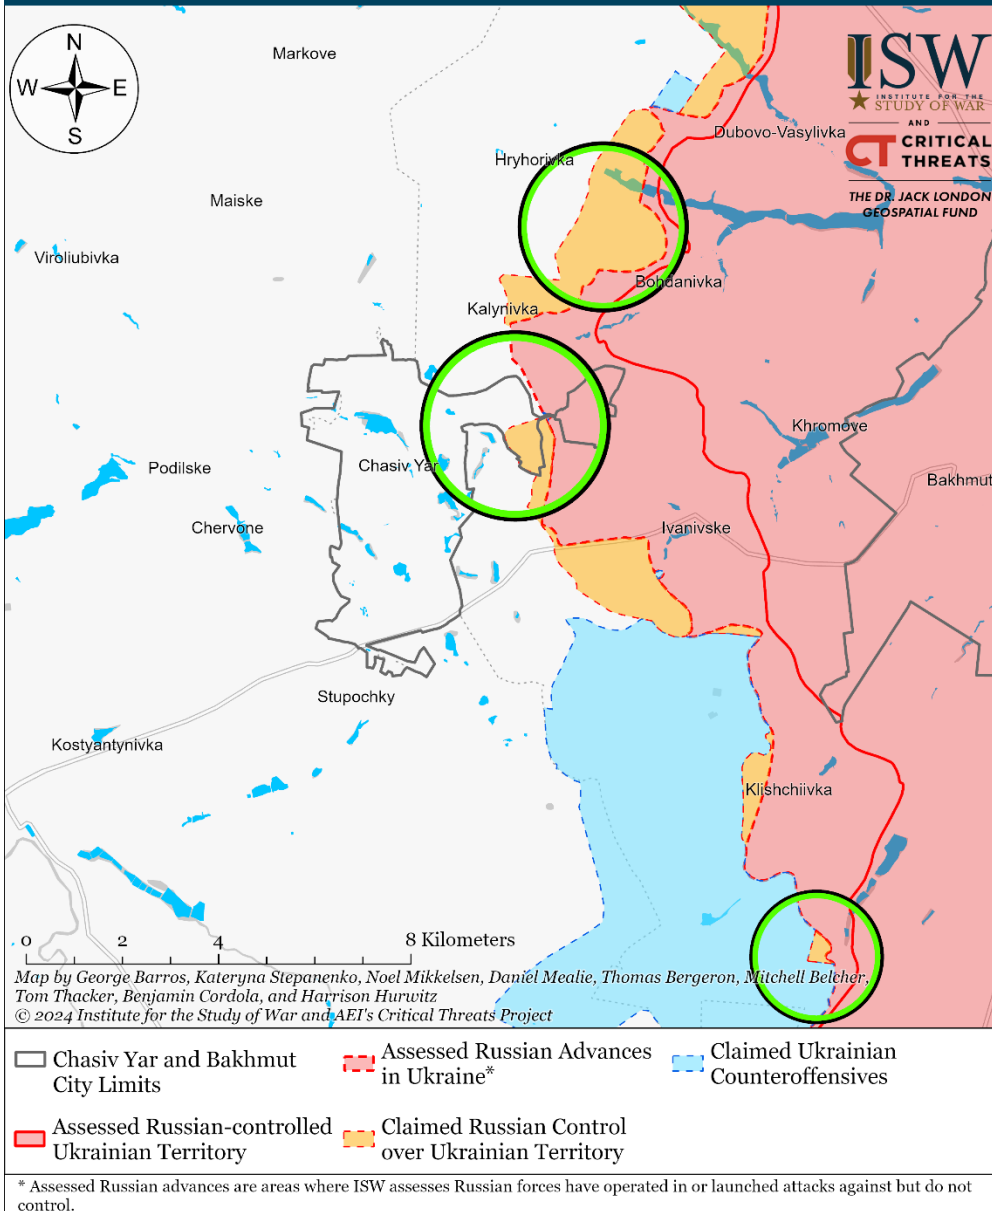 N
W E
S
Markove
ISW
INSTITUTE FOR THE
STUDY OF WAR
AND
CT CRITICAL
THREATS
THE DR. JACK LONDON
GEOSPATIAL FUND
Dubovo-Vasylivka
Hryhorivka
Maiske
Viroliubivka
Bohdanivka
Kalynivka
Khromove
Podilske
Chasiv Yar
Bakhmut
Chervone
Ivanivske
Stupochky
Kostyantynivka
Klishchiivka
0 2 4 8 Kilometers
Map by George Barros, Kateryna Stepanenko, Noel Mikkelsen, Daniel Mealie, Thomas Bergeron, Mitchell Belcher,
Tom Thacker, Benjamin Cordola, and Harrison Hurwitz
© 2024 Institute for the Study of War and AEI's Critical Threats Project
Chasiv Yar and Bakhmut
City Limits
Assessed Russian Advances
in Ukraine*
Claimed Ukrainian
Counteroffensives
Assessed Russian-controlled
Ukrainian Territory
Claimed Russian Control
over Ukrainian Territory
* Assessed Russian advances are areas where ISW assesses Russian forces have operated in or launched attacks against but do not
control.